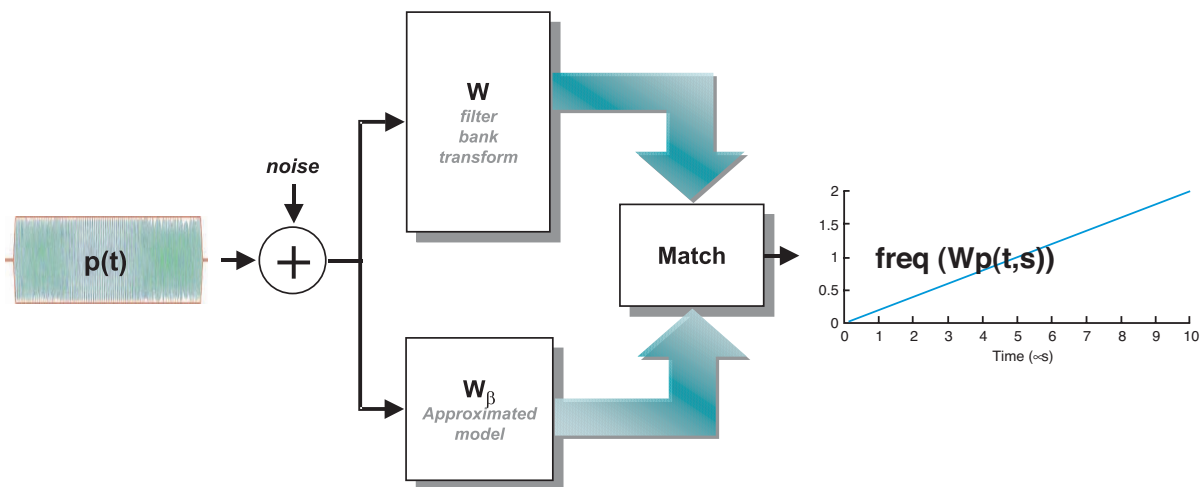 p(t)
noise
+
W
filter
bank
transform
W_β
Approximated
model
Match
freq (Wp(t,s))
2
1.5
1
0.5
0
0 1 2 3 4 5 6 7 8 9 10
Time (∝s)